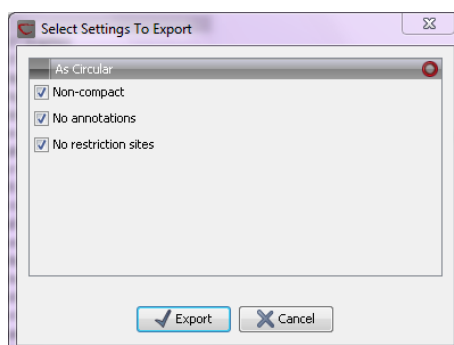 Select Settings To Export
As Circular
Non-compact
No annotations
No restriction sites
Export
Cancel